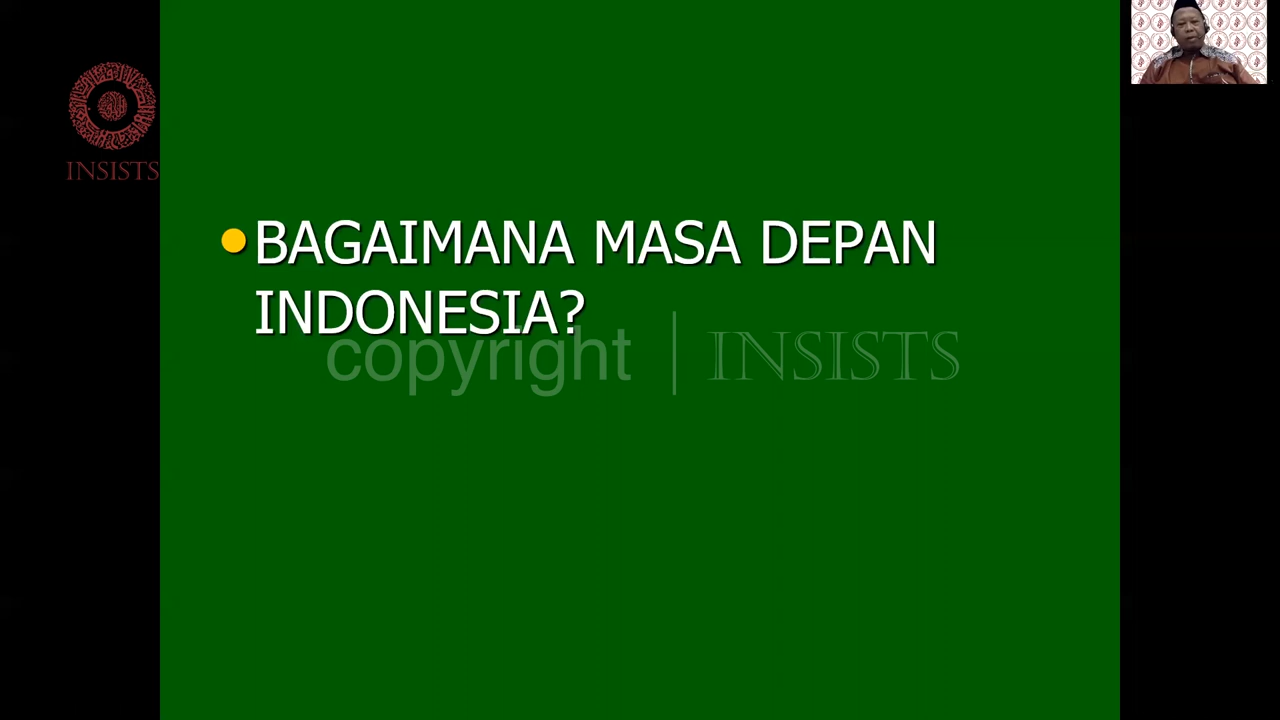 INSISTS
•BAGAIMANA MASA DEPAN
INDONESIA?
copyright | INSISTS